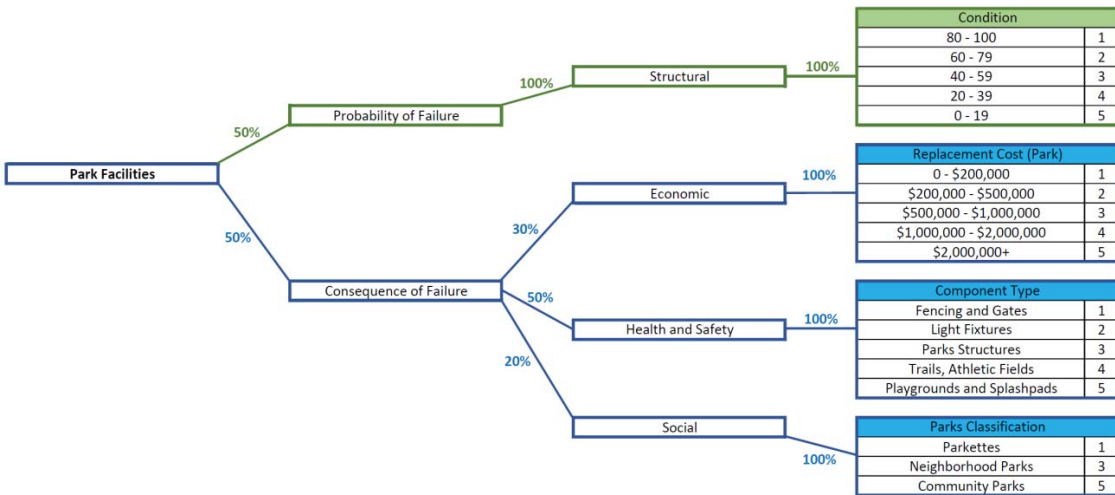 Condition
80 - 100 1
60 - 79 2
40 - 59 3
20 - 39 4
0 - 19 5
100%
Structural
100%
Probability of Failure
50%
Park Facilities
50%
Replacement Cost (Park)
0 - $200,000 1
$200,000 - $500,000 2
$500,000 - $1,000,000 3
$1,000,000 - $2,000,000 4
$2,000,000+ 5
100%
Economic
30%
Consequence of Failure
50%
Health and Safety
100%
Component Type
Fencing and Gates 1
Light Fixtures 2
Parks Structures 3
Trails, Athletic Fields 4
Playgrounds and Splashpads 5
20%
Social
100%
Parks Classification
Parkettes 1
Neighborhood Parks 3
Community Parks 5